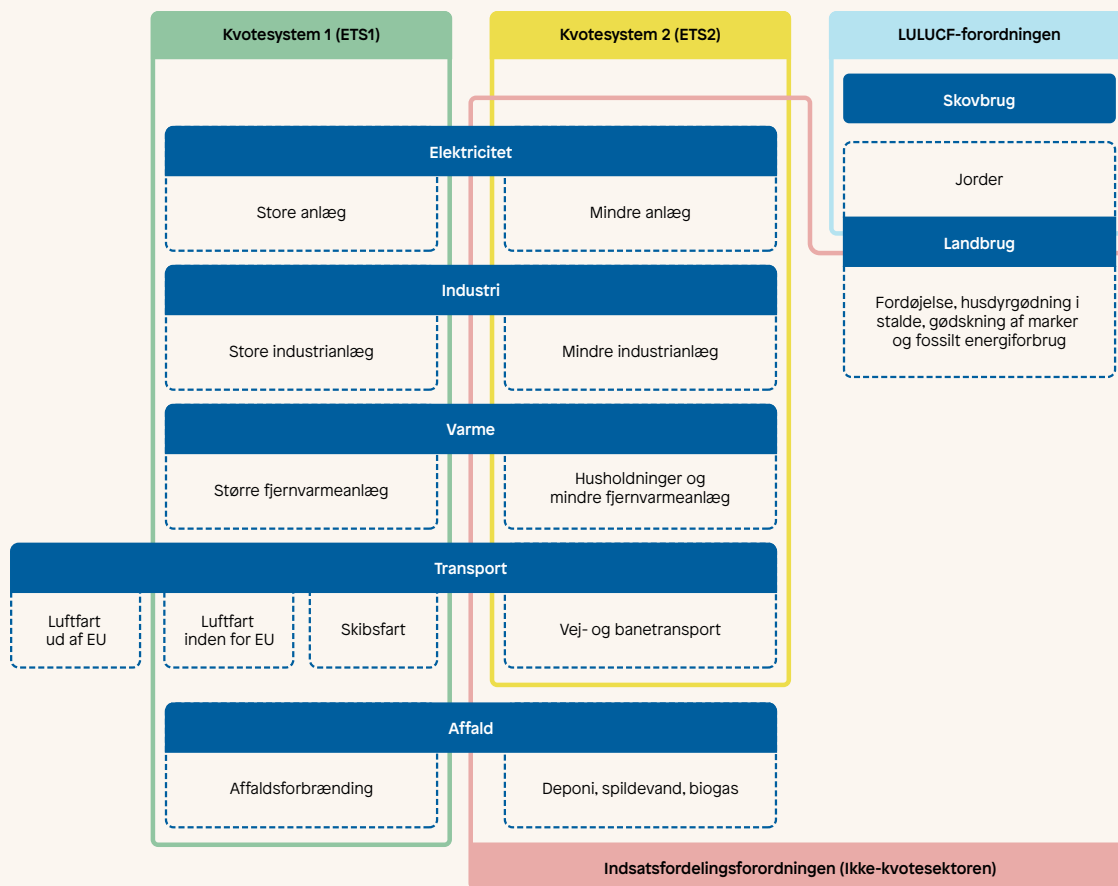 Kvotesystem 1 (ETS1)
Kvotesystem 2 (ETS2)
LULUCF-forordningen
Skovbrug
Jorder
Landbrug
Fordøjelse, husdyrgødning i
stalde, gødskning af marker
og fossilt energiforbrug
Elektricitet
Store anlæg
Mindre anlæg
Industri
Store industrianlæg
Mindre industrianlæg
Varme
Større fjernvarmeanlæg
Husholdninger og
mindre fjernvarmeanlæg
Transport
Luftfart
ud af EU
Luftfart
inden for EU
Skibsfart
Vej- og banetransport
Affald
Affaldsforbrænding
Deponi, spildevand, biogas
Indsatsfordelingsforordningen (Ikke-kvotesektoren)